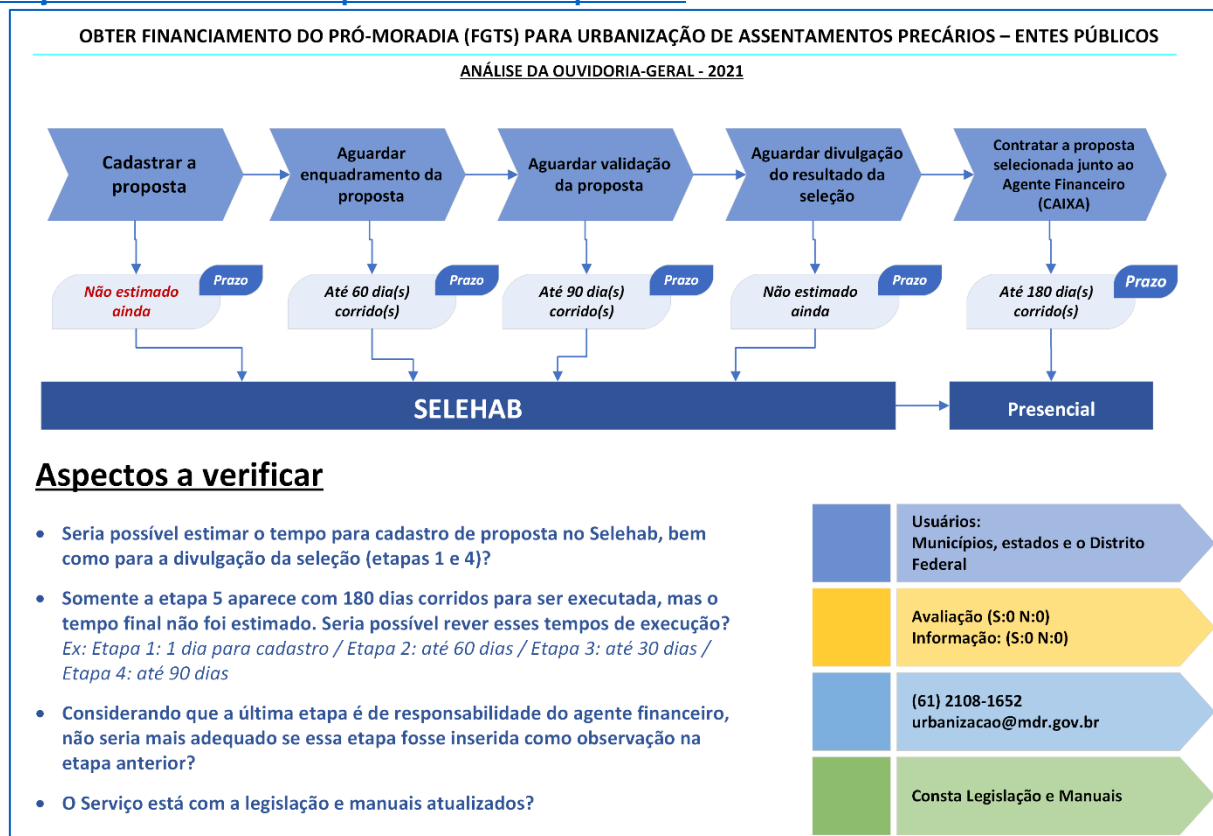 OBTER FINANCIAMENTO DO PRÓ-MORADIA (FGTS) PARA URBANIZAÇÃO DE ASSENTAMENTOS PRECÁRIOS – ENTES PÚBLICOS
ANÁLISE DA OUVIDORIA-GERAL - 2021
Cadastrar a
proposta
Aguardar
enquadramento da
proposta
Aguardar validação
da proposta
Aguardar divulgação
do resultado da
seleção
Contratar a proposta
selecionada junto ao
Agente Financeiro
(CAIXA)
Não estimado
ainda
Prazo
Até 60 dia(s)
corrido(s)
Prazo
Até 90 dia(s)
corrido(s)
Prazo
Não estimado
ainda
Prazo
Até 180 dia(s)
corrido(s)
Prazo
SELEHAB
Presencial
Aspectos a verificar
• Seria possível estimar o tempo para cadastro de proposta no Selehab, bem
como para a divulgação da seleção (etapas 1 e 4)?
• Somente a etapa 5 aparece com 180 dias corridos para ser executada, mas o
tempo final não foi estimado. Seria possível rever esses tempos de execução?
Ex: Etapa 1: 1 dia para cadastro / Etapa 2: até 60 dias / Etapa 3: até 30 dias /
Etapa 4: até 90 dias
• Considerando que a última etapa é de responsabilidade do agente financeiro,
não seria mais adequado se essa etapa fosse inserida como observação na
etapa anterior?
• O Serviço está com a legislação e manuais atualizados?
Usuários:
Municípios, estados e o Distrito
Federal
Avaliação (S:0 N:0)
Informação: (S:0 N:0)
(61) 2108-1652
urbanizacao@mdr.gov.br
Consta Legislação e Manuais